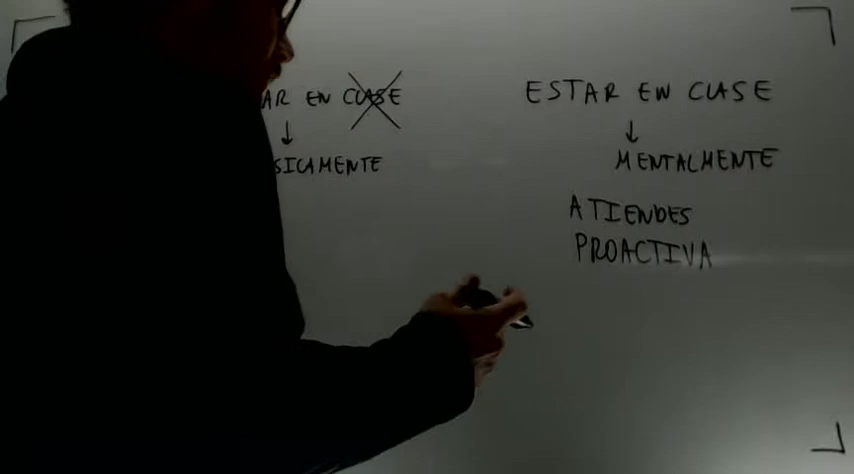 AR EN CLASE
↓
SICAMENTE
ESTAR EN CLASE
↓
MENTALMENTE
ATIENDES
PROACTIVA